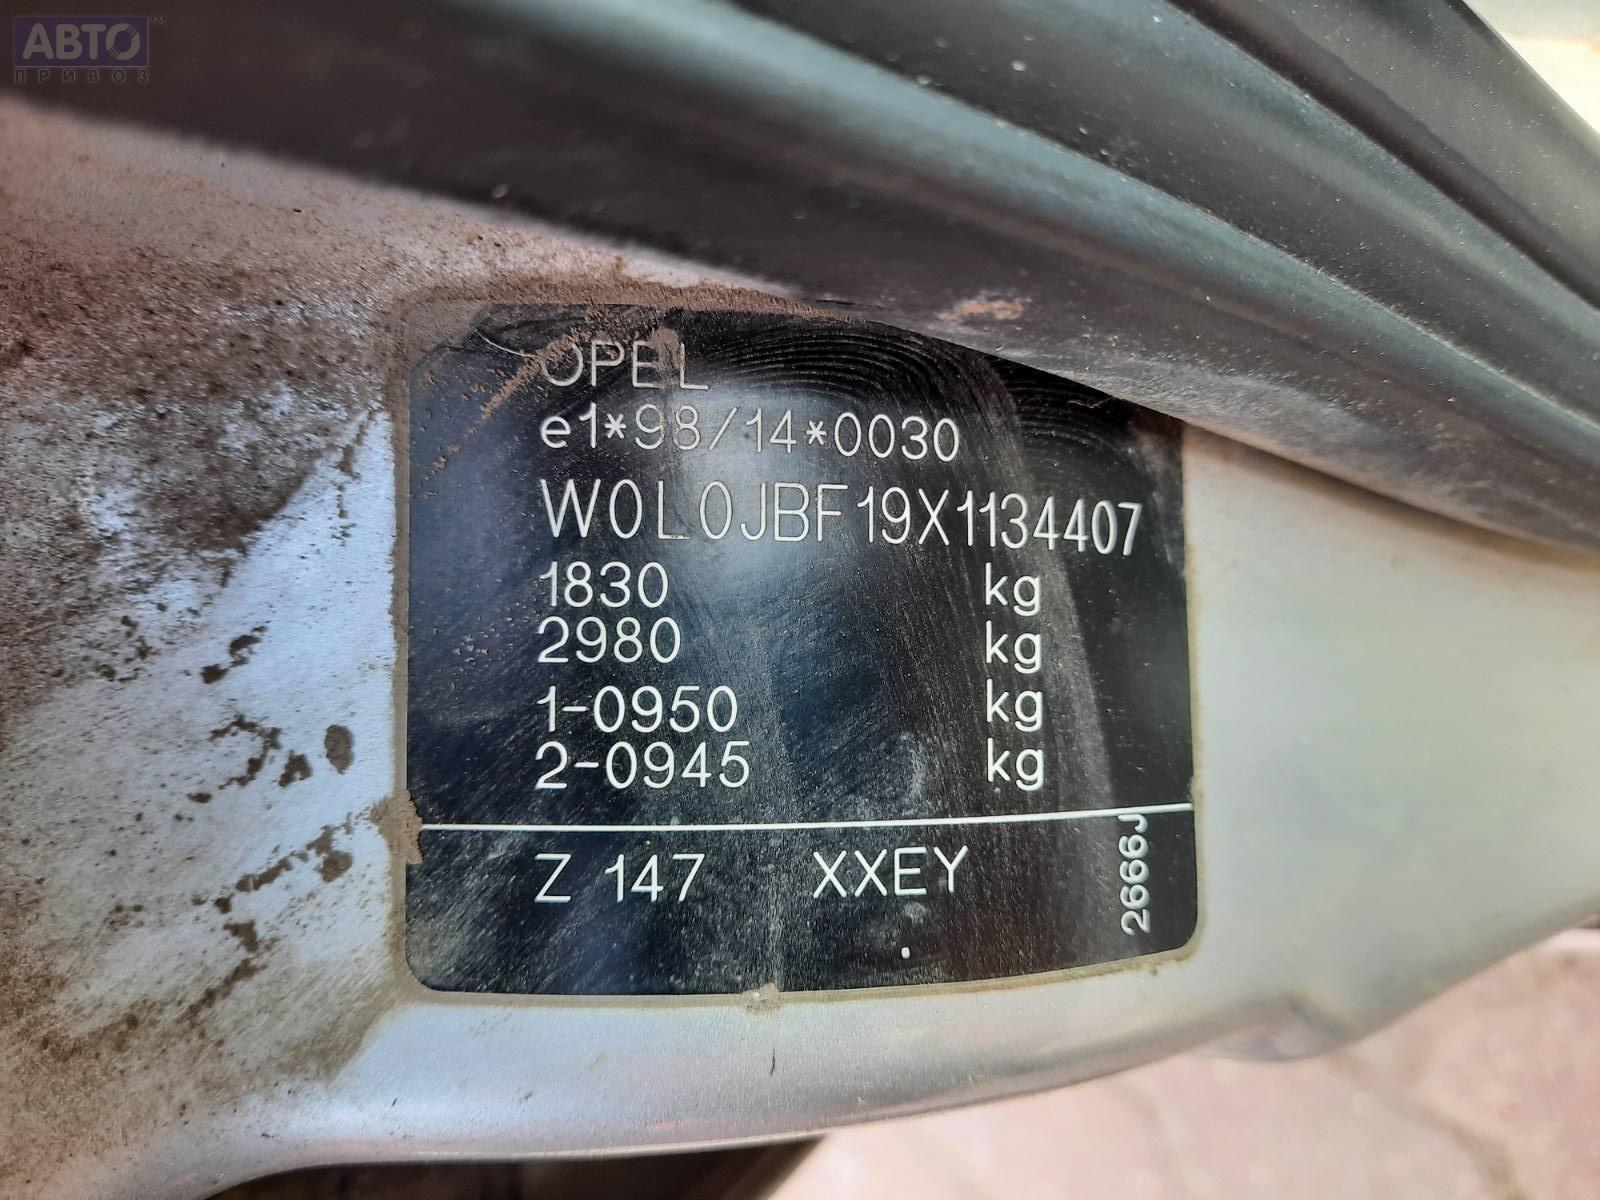 АВТО™
ПРИВОЗ
OPEL
e1*98/14*0030
W0L0JBF19X1134407
1830 kg
2980 kg
1-0950 kg
2-0945 kg
Z 147 XXEY
2666J